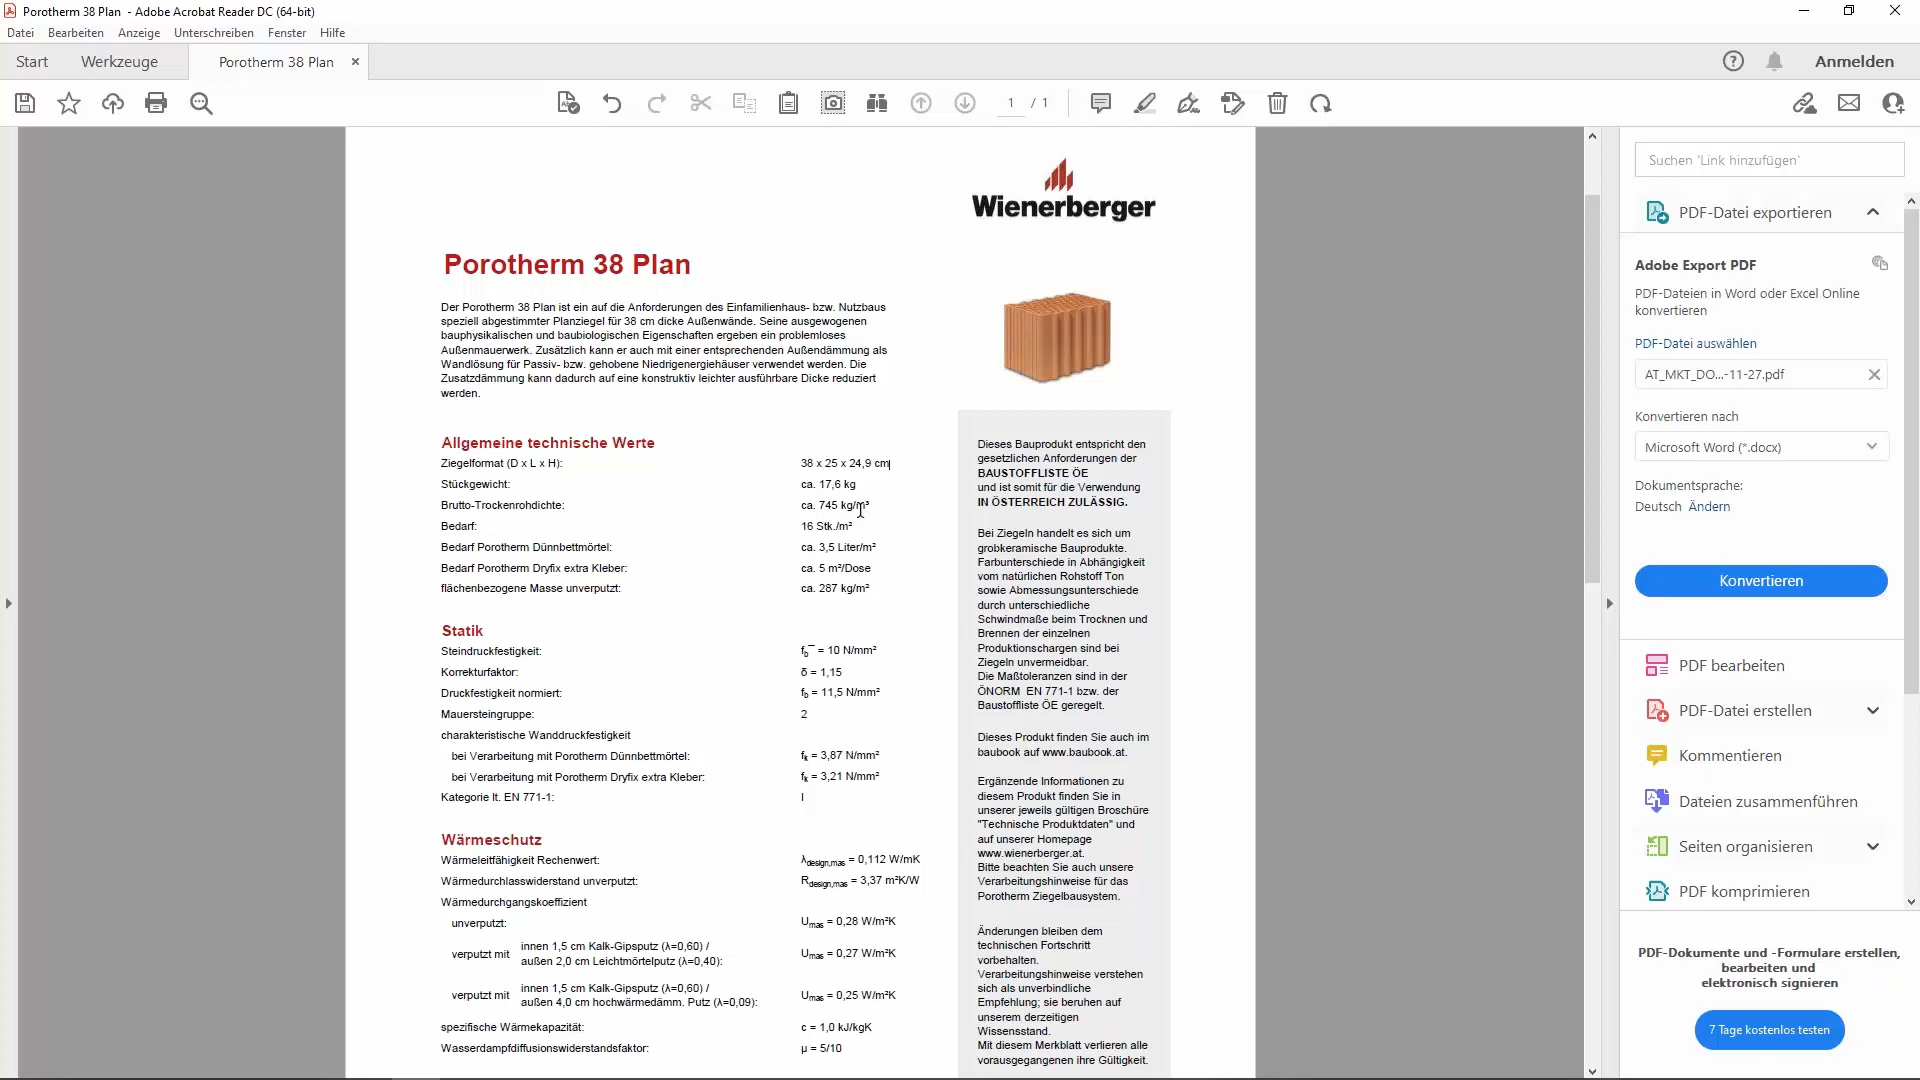 Porotherm 38 Plan - Adobe Acrobat Reader DC (64-bit)
Datei Bearbeiten Anzeige Unterschreiben Fenster Hilfe
Start Werkzeuge Porotherm 38 Plan × Anmelden
1 / 1
Wienerberger
Porotherm 38 Plan
Der Porotherm 38 Plan ist ein auf die Anforderungen des Einfamilienhaus- bzw. Nutzbaus
speziell abgestimmter Planziegel für 38 cm dicke Außenwände. Seine ausgewogenen
bauphysikalischen und baubiologischen Eigenschaften ergeben ein problemloses
Außenmauerwerk. Zusätzlich kann er auch mit einer entsprechenden Außendämmung als
Wandlösung für Passiv- bzw. gehobene Niedrigenergiehäuser verwendet werden. Die
Zusatzdämmung kann dadurch auf eine konstruktiv leichter ausführbare Dicke reduziert
werden.
Allgemeine technische Werte
Ziegelformat (D x L x H): 38 x 25 x 24,9 cm
Stückgewicht: ca. 17,6 kg
Brutto-Trockenrohdichte: ca. 745 kg/m³
Bedarf: 16 Stk./m²
Bedarf Porotherm Dünnbettmörtel: ca. 3,5 Liter/m²
Bedarf Porotherm Dryfix extra Kleber: ca. 5 m²/Dose
flächenbezogene Masse unverputzt: ca. 287 kg/m²
Statik
Steindruckfestigkeit: f̅b = 10 N/mm²
Korrekturfaktor: δ = 1,15
Druckfestigkeit normiert: fb = 11,5 N/mm²
Mauersteingruppe: 2
charakteristische Wanddruckfestigkeit
bei Verarbeitung mit Porotherm Dünnbettmörtel: fk = 3,87 N/mm²
bei Verarbeitung mit Porotherm Dryfix extra Kleber: fk = 3,21 N/mm²
Kategorie lt. EN 771-1: I
Wärmeschutz
Wärmeleitfähigkeit Rechenwert: λdesign,mas = 0,112 W/mK
Wärmedurchlasswiderstand unverputzt: Rdesign,mas = 3,37 m²K/W
Wärmedurchgangskoeffizient
unverputzt: Umas = 0,28 W/m²K
verputzt mit innen 1,5 cm Kalk-Gipsputz (λ=0,60) /
außen 2,0 cm Leichtmörtelputz (λ=0,40): Umas = 0,27 W/m²K
verputzt mit innen 1,5 cm Kalk-Gipsputz (λ=0,60) /
außen 4,0 cm hochwärmedämm. Putz (λ=0,09): Umas = 0,25 W/m²K
spezifische Wärmekapazität: c = 1,0 kJ/kgK
Wasserdampfdiffusionswiderstandsfaktor: μ = 5/10
Dieses Bauprodukt entspricht den
gesetzlichen Anforderungen der
BAUSTOFFLISTE ÖE
und ist somit für die Verwendung
IN ÖSTERREICH ZULÄSSIG.
Bei Ziegeln handelt es sich um
grobkeramische Bauprodukte.
Farbunterschiede in Abhängigkeit
vom natürlichen Rohstoff Ton
sowie Abmessungsunterschiede
durch unterschiedliche
Schwindmaße beim Trocknen und
Brennen der einzelnen
Produktionschargen sind bei
Ziegeln unvermeidbar.
Die Maßtoleranzen sind in der
ÖNORM EN 771-1 bzw. der
Baustoffliste ÖE geregelt.
Dieses Produkt finden Sie auch im
baubook auf www.baubook.at.
Ergänzende Informationen zu
diesem Produkt finden Sie in
unserer jeweils gültigen Broschüre
"Technische Produktdaten" und
auf unserer Homepage
www.wienerberger.at.
Bitte beachten Sie auch unsere
Verarbeitungshinweise für das
Porotherm Ziegelbausystem.
Änderungen bleiben dem
technischen Fortschritt
vorbehalten.
Verarbeitungshinweise verstehen
sich als unverbindliche
Empfehlung; sie beruhen auf
unserem derzeitigen
Wissensstand.
Mit diesem Merkblatt verlieren alle
vorausgegangenen ihre Gültigkeit.
Suchen 'Link hinzufügen'
PDF-Datei exportieren
Adobe Export PDF
PDF-Dateien in Word oder Excel Online
konvertieren
PDF-Datei auswählen
AT_MKT_DO...-11-27.pdf
Konvertieren nach
Microsoft Word (*.docx)
Dokumentsprache:
Deutsch Ändern
Konvertieren
PDF bearbeiten
PDF-Datei erstellen
Kommentieren
Dateien zusammenführen
Seiten organisieren
PDF komprimieren
PDF-Dokumente und -Formulare erstellen,
bearbeiten und
elektronisch signieren
7 Tage kostenlos testen